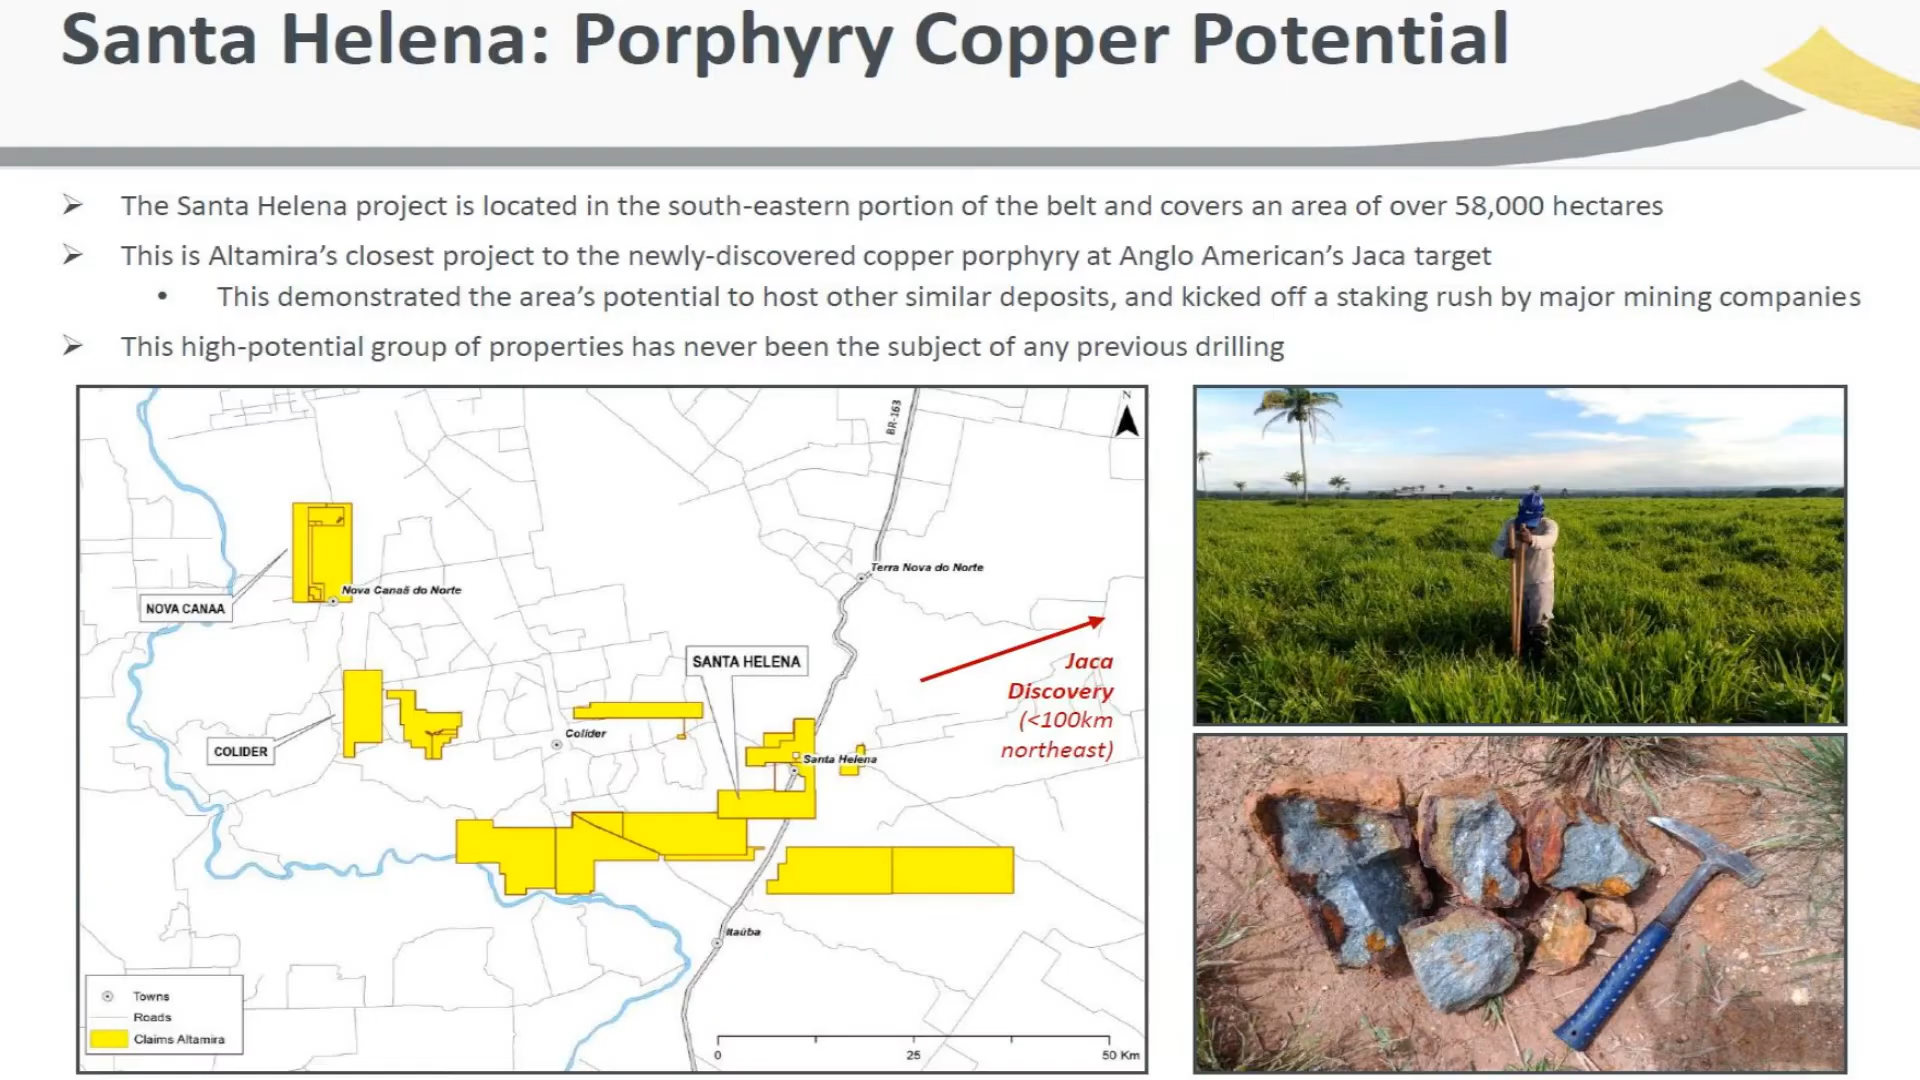 Santa Helena: Porphyry Copper Potential
➢ The Santa Helena project is located in the south-eastern portion of the belt and covers an area of over 58,000 hectares
➢ This is Altamira’s closest project to the newly-discovered copper porphyry at Anglo American’s Jaca target
• This demonstrated the area’s potential to host other similar deposits, and kicked off a staking rush by major mining companies
➢ This high-potential group of properties has never been the subject of any previous drilling
N
BR-163
Terra Nova do Norte
Nova Canaã do Norte
NOVA CANAA
SANTA HELENA
Jaca
Discovery
(<100km
northeast)
Colíder
COLIDER
Santa Helena
Itaúba
Towns
Roads
Claims Altamira
0 25 50 Km